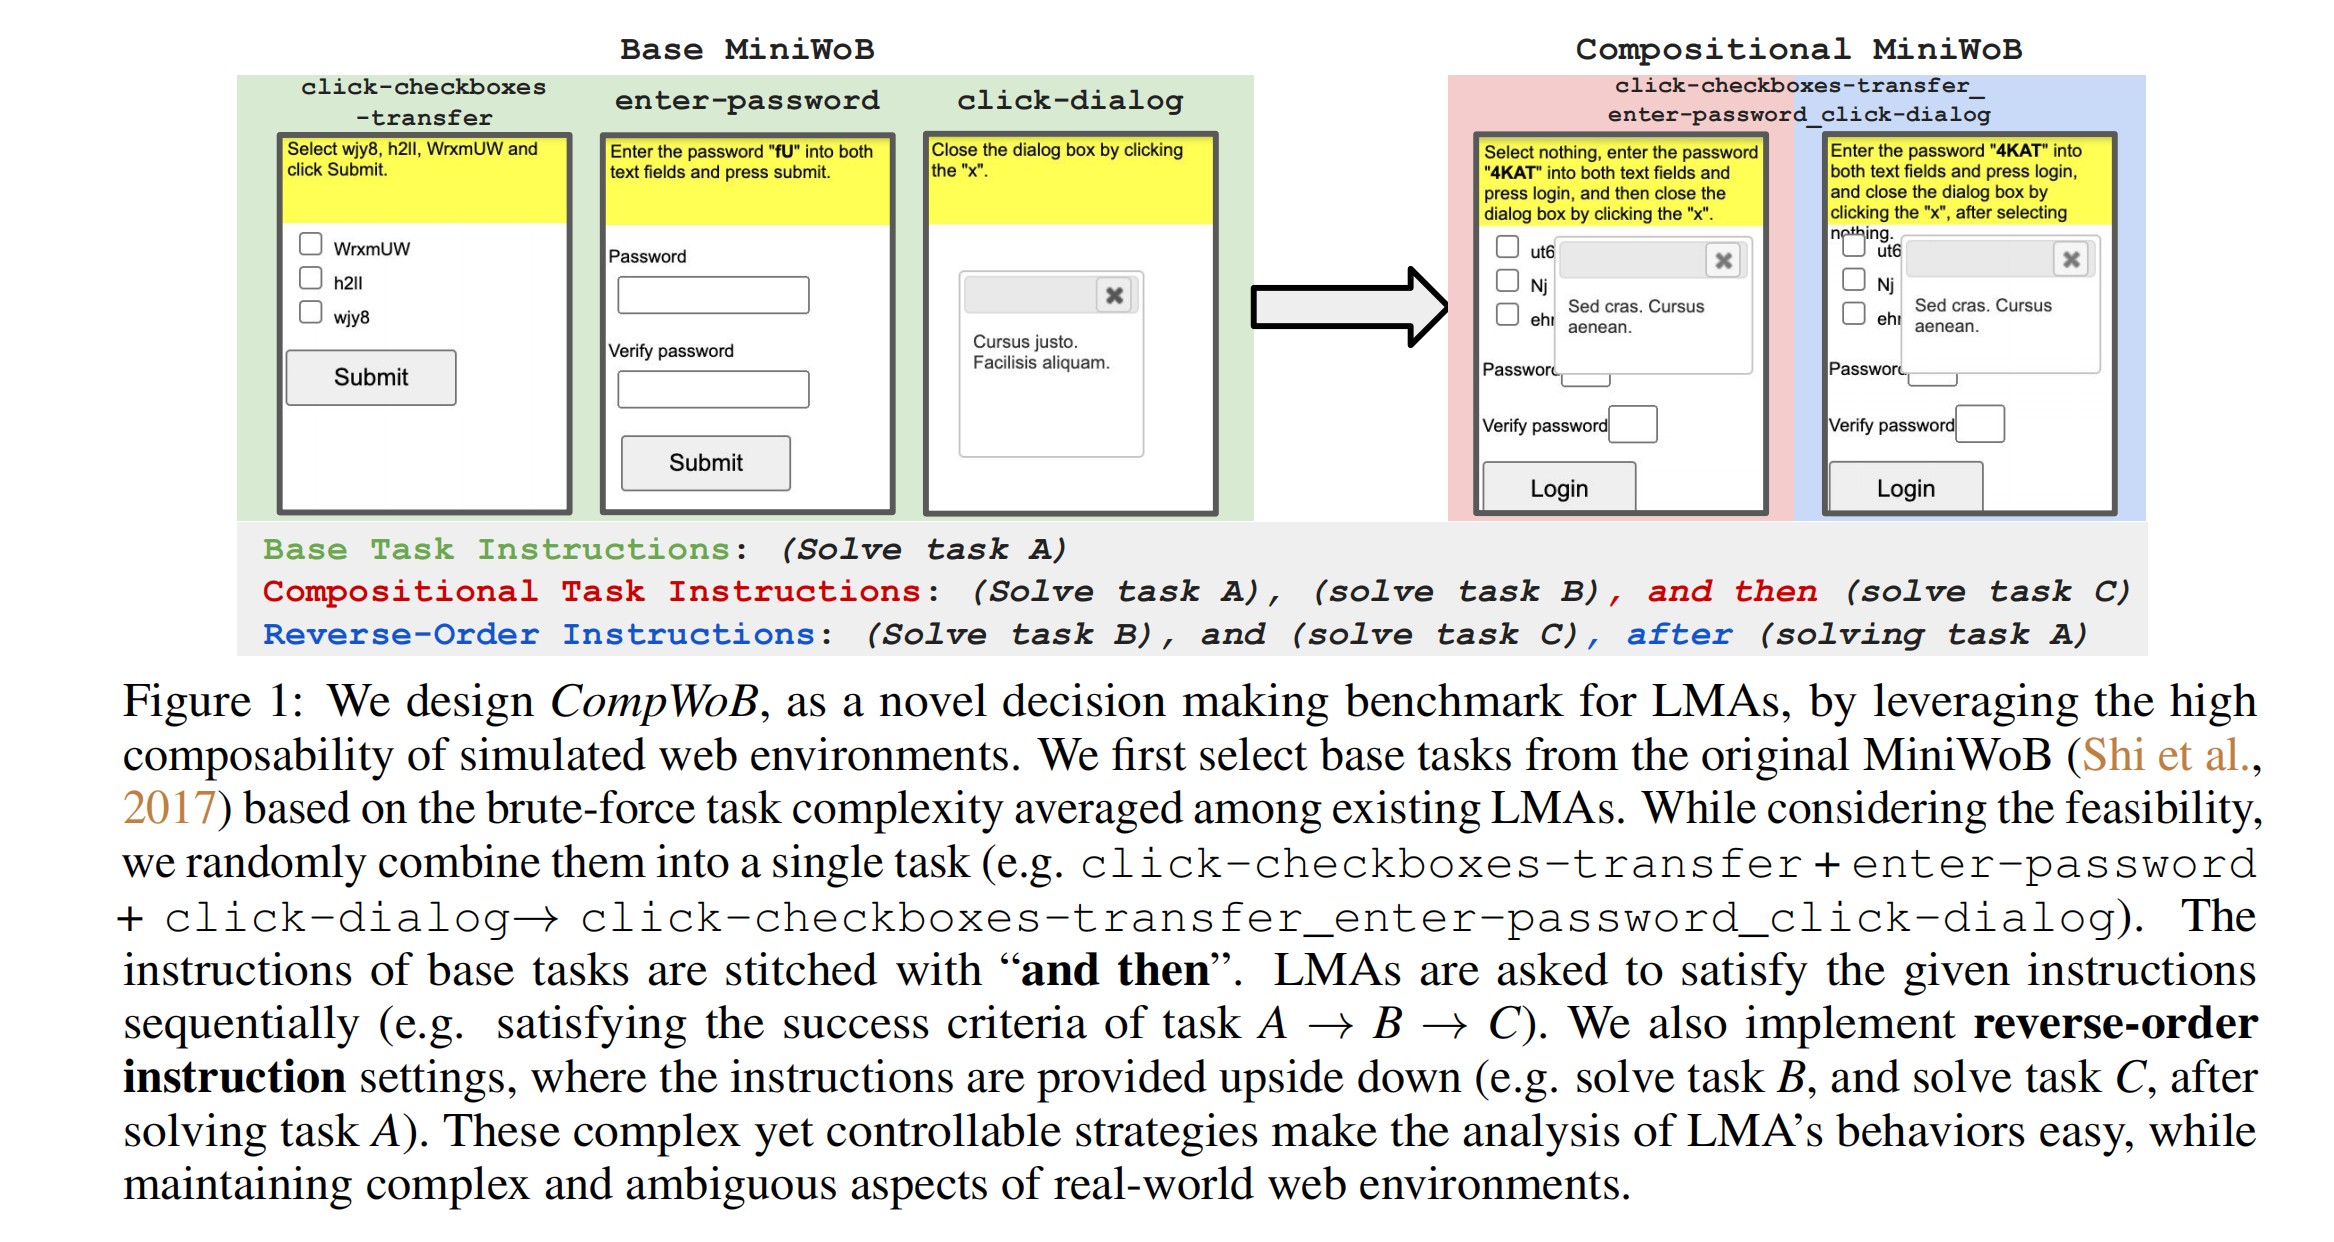 Base MiniWoB
Compositional MiniWoB
click-checkboxes
-transfer
enter-password
click-dialog
click-checkboxes-transfer_
enter-password_click-dialog
Select wjy8, h2II, WrxmUW and
click Submit.
WrxmUW
h2II
wjy8
Submit
Enter the password "fU" into both
text fields and press submit.
Password
Verify password
Submit
Close the dialog box by clicking
the "x".
Cursus justo.
Facilisis aliquam.
Select nothing, enter the password
"4KAT" into both text fields and
press login, and then close the
dialog box by clicking the "x".
ut6
Nj
ehr
Sed cras. Cursus
aenean.
Password
Verify password
Login
Enter the password "4KAT" into
both text fields and press login,
and close the dialog box by
clicking the "x", after selecting
nothing.
ut6
Nj
ehr
Sed cras. Cursus
aenean.
Password
Verify password
Login
Base Task Instructions: (Solve task A)
Compositional Task Instructions: (Solve task A), (solve task B), and then (solve task C)
Reverse-Order Instructions: (Solve task B), and (solve task C), after (solving task A)
Figure 1: We design CompWoB, as a novel decision making benchmark for LMAs, by leveraging the high
composability of simulated web environments. We first select base tasks from the original MiniWoB (Shi et al.,
2017) based on the brute-force task complexity averaged among existing LMAs. While considering the feasibility,
we randomly combine them into a single task (e.g. click-checkboxes-transfer + enter-password
+ click-dialog→ click-checkboxes-transfer_enter-password_click-dialog). The
instructions of base tasks are stitched with “and then”. LMAs are asked to satisfy the given instructions
sequentially (e.g. satisfying the success criteria of task A → B → C). We also implement reverse-order
instruction settings, where the instructions are provided upside down (e.g. solve task B, and solve task C, after
solving task A). These complex yet controllable strategies make the analysis of LMA’s behaviors easy, while
maintaining complex and ambiguous aspects of real-world web environments.